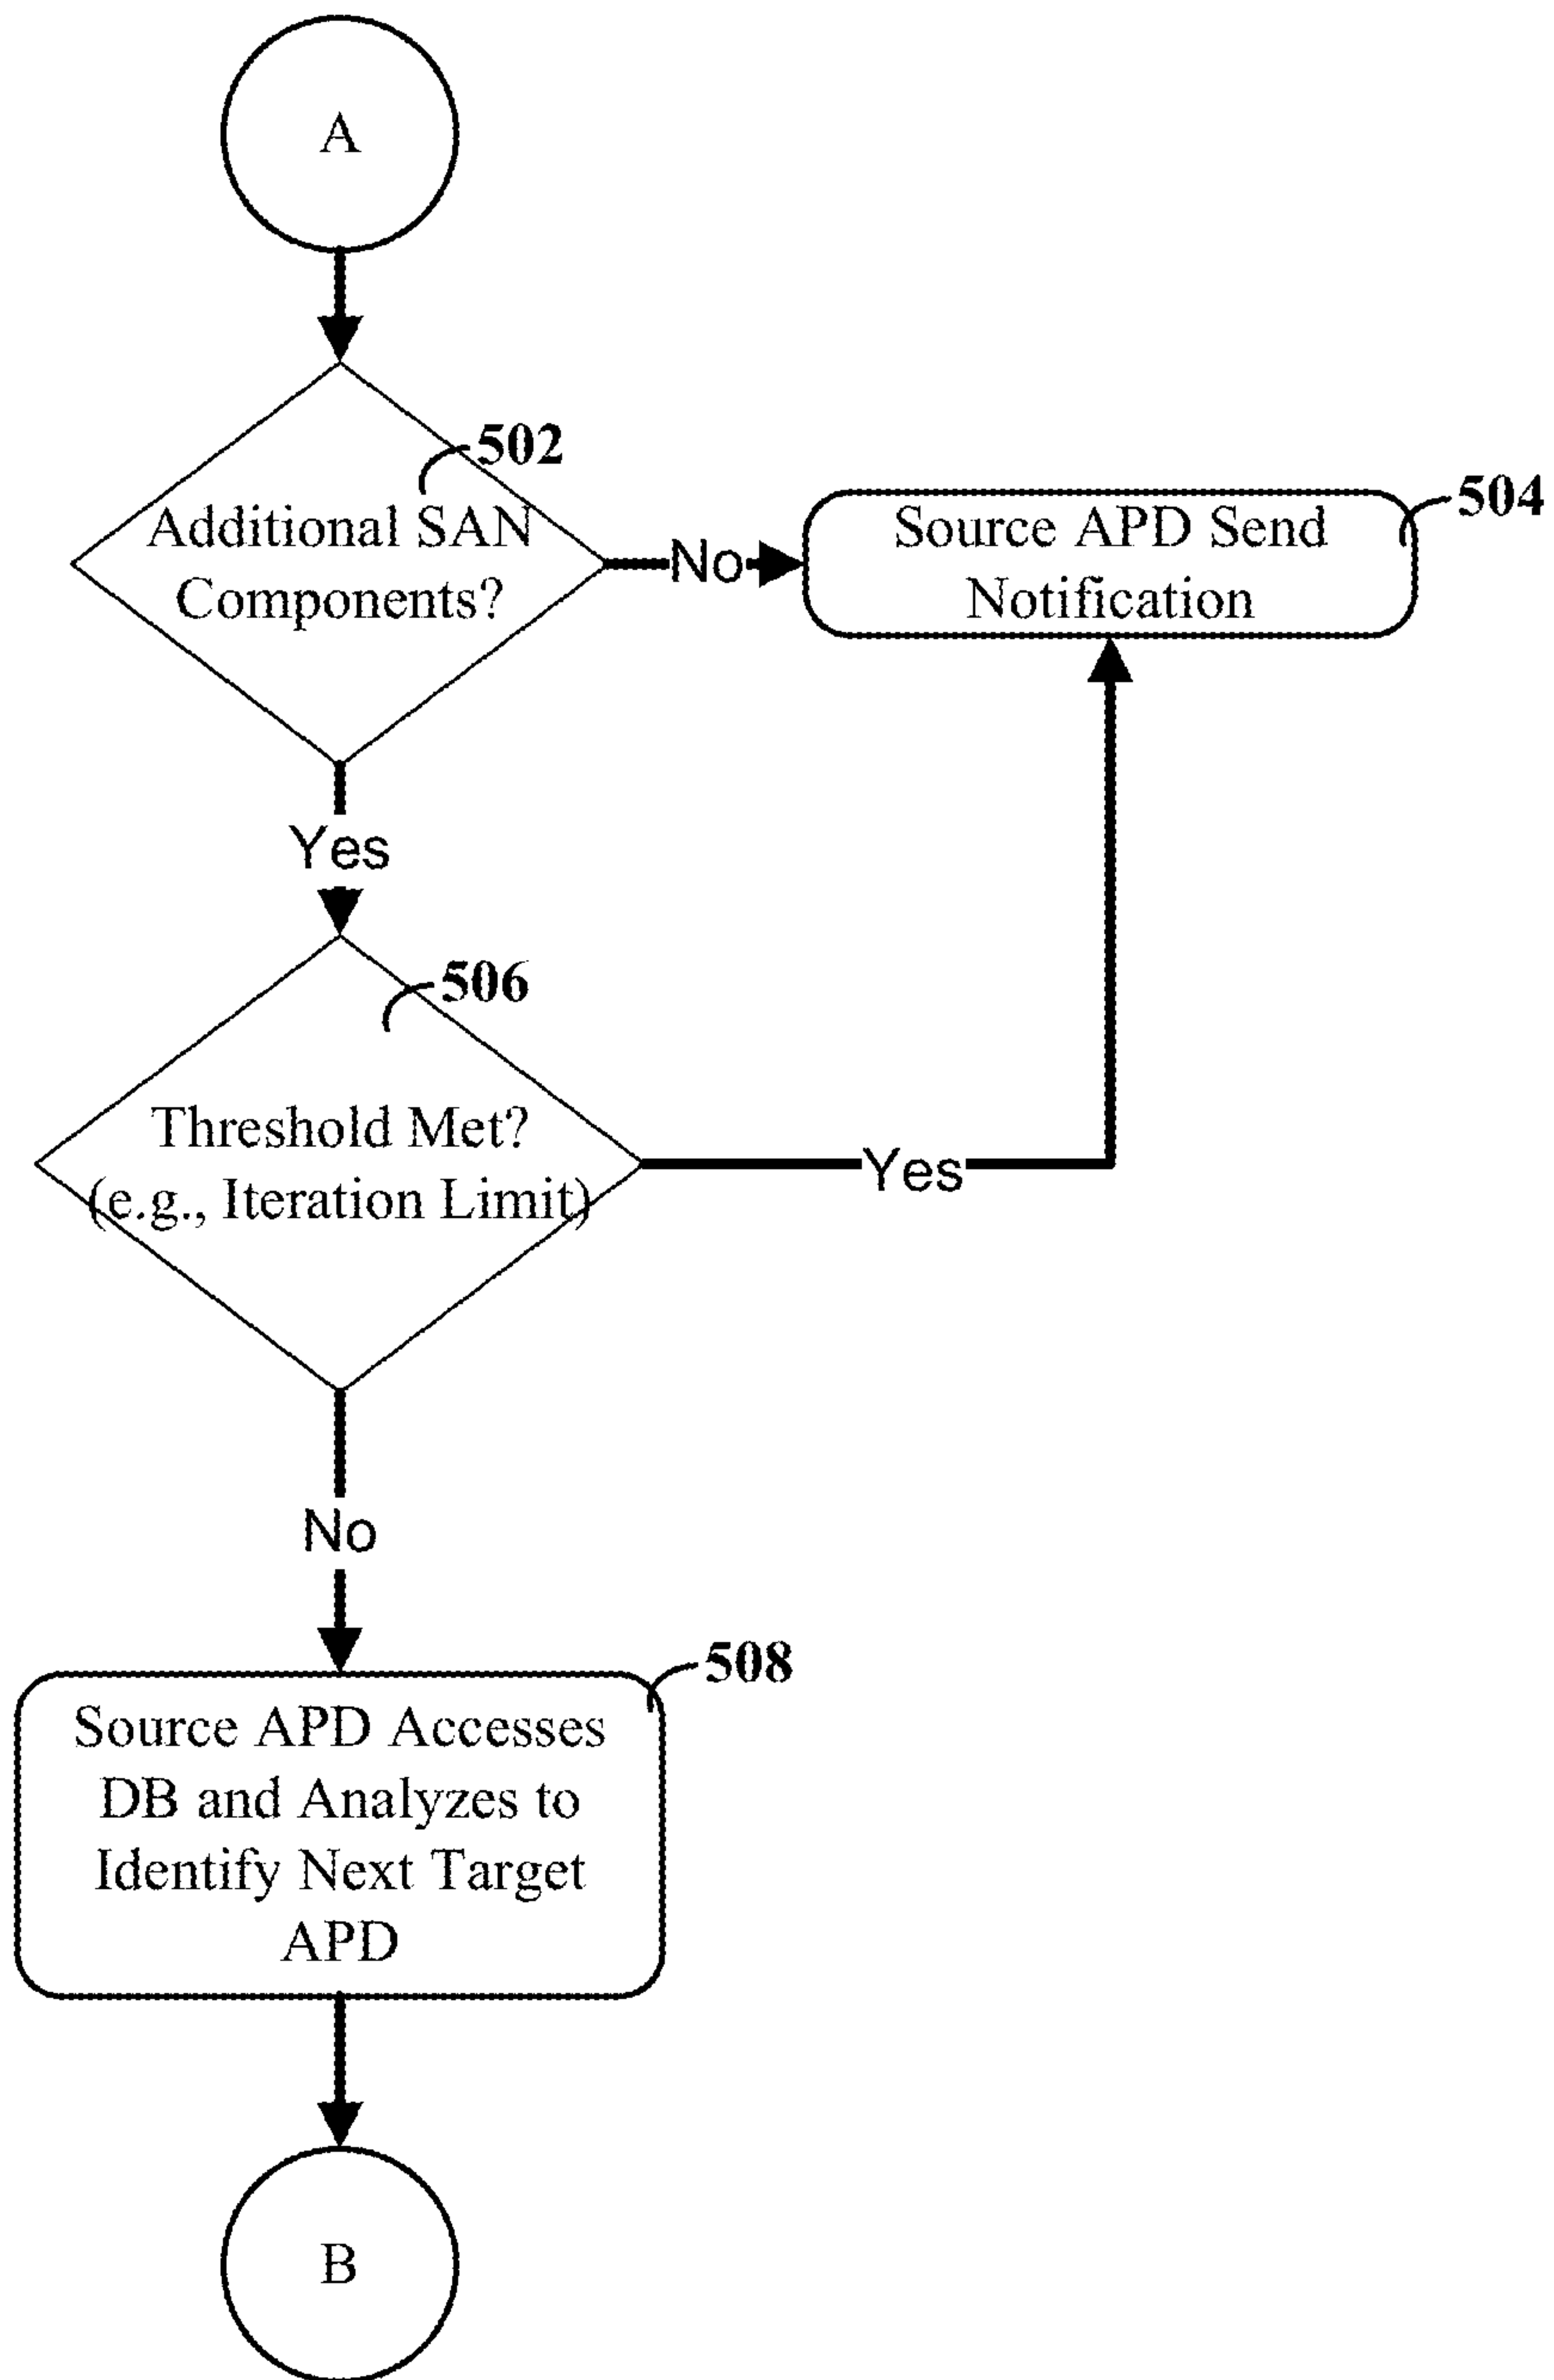 A
502
Additional SAN
Components?
No
504
Source APD Send
Notification
Yes
506
Threshold Met?
(e.g., Iteration Limit)
Yes
No
508
Source APD Accesses
DB and Analyzes to
Identify Next Target
APD
B